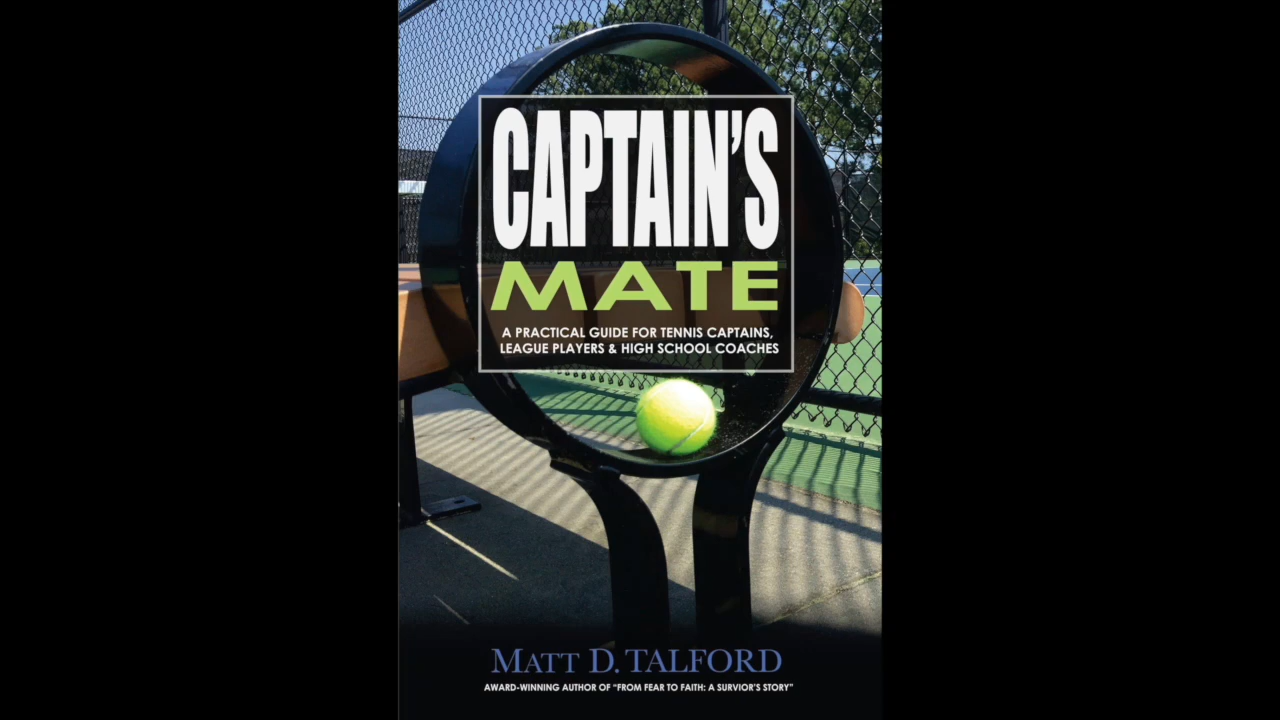 CAPTAIN'S
MATE
A PRACTICAL GUIDE FOR TENNIS CAPTAINS,
LEAGUE PLAYERS & HIGH SCHOOL COACHES
MATT D. TALFORD
AWARD-WINNING AUTHOR OF "FROM FEAR TO FAITH: A SURVIOR'S STORY"